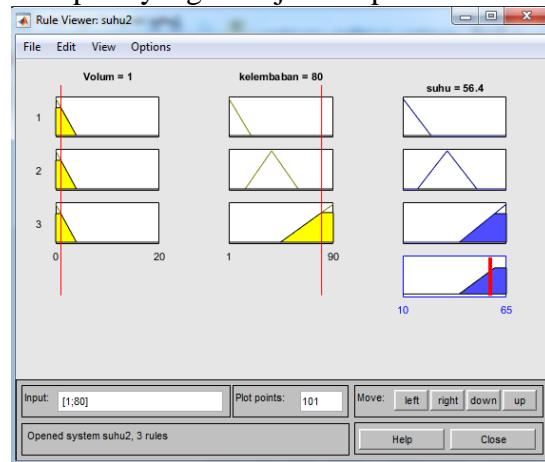 Rule Viewer: suhu2
File Edit View Options
Volum = 1
kelembaban = 80
suhu = 56.4
1
2
3
0 20
1 90
10 65
Input: [1;80]
Plot points: 101
Move: left right down up
Opened system suhu2, 3 rules
Help Close